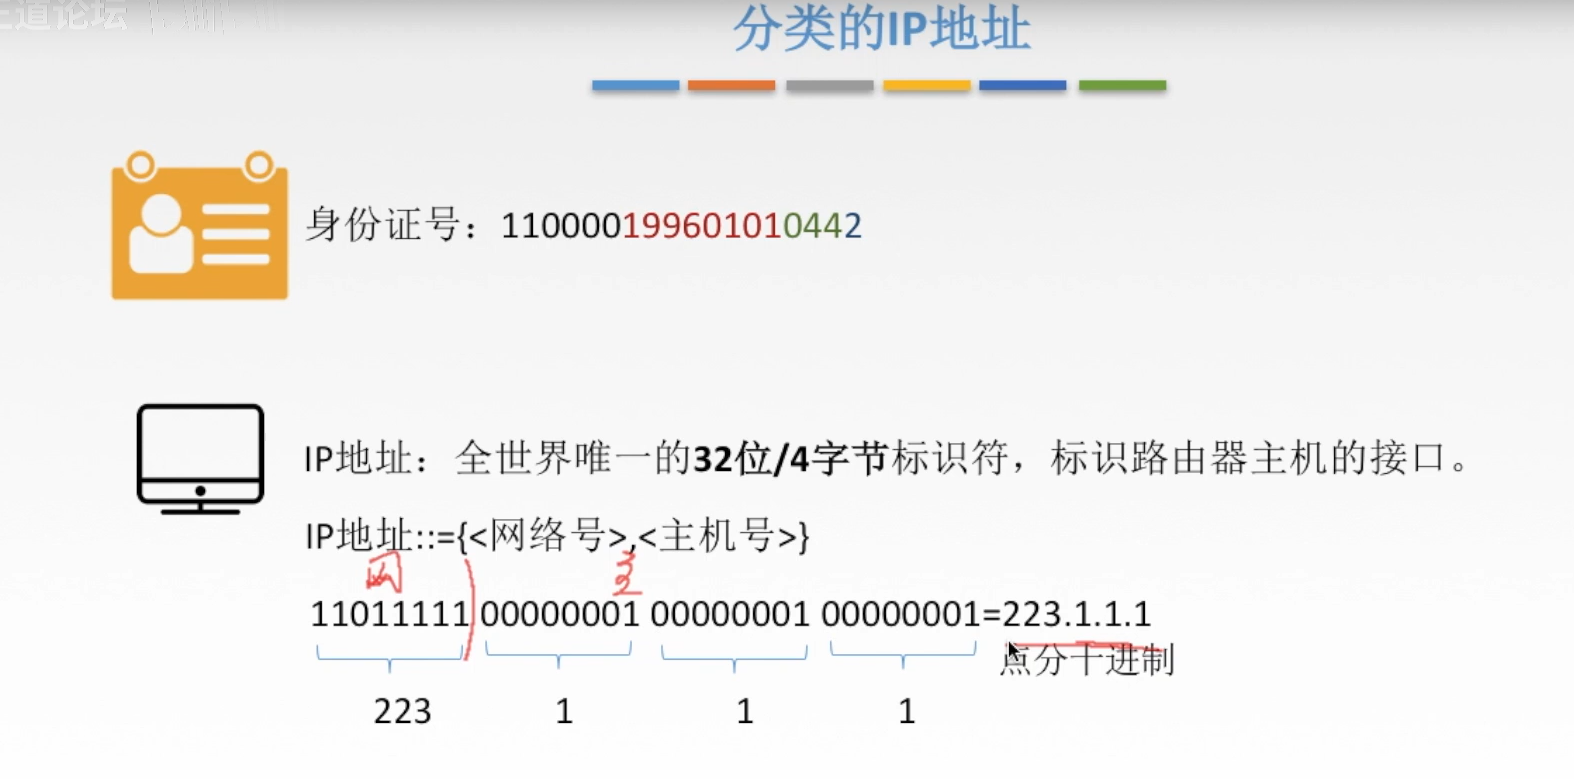 王道论坛
分类的IP地址
身份证号：110000199601010442
IP地址：全世界唯一的32位/4字节标识符，标识路由器主机的接口。
IP地址::={<网络号>,<主机号>}
网 主
11011111 00000001 00000001 00000001=223.1.1.1
点分十进制
223 1 1 1